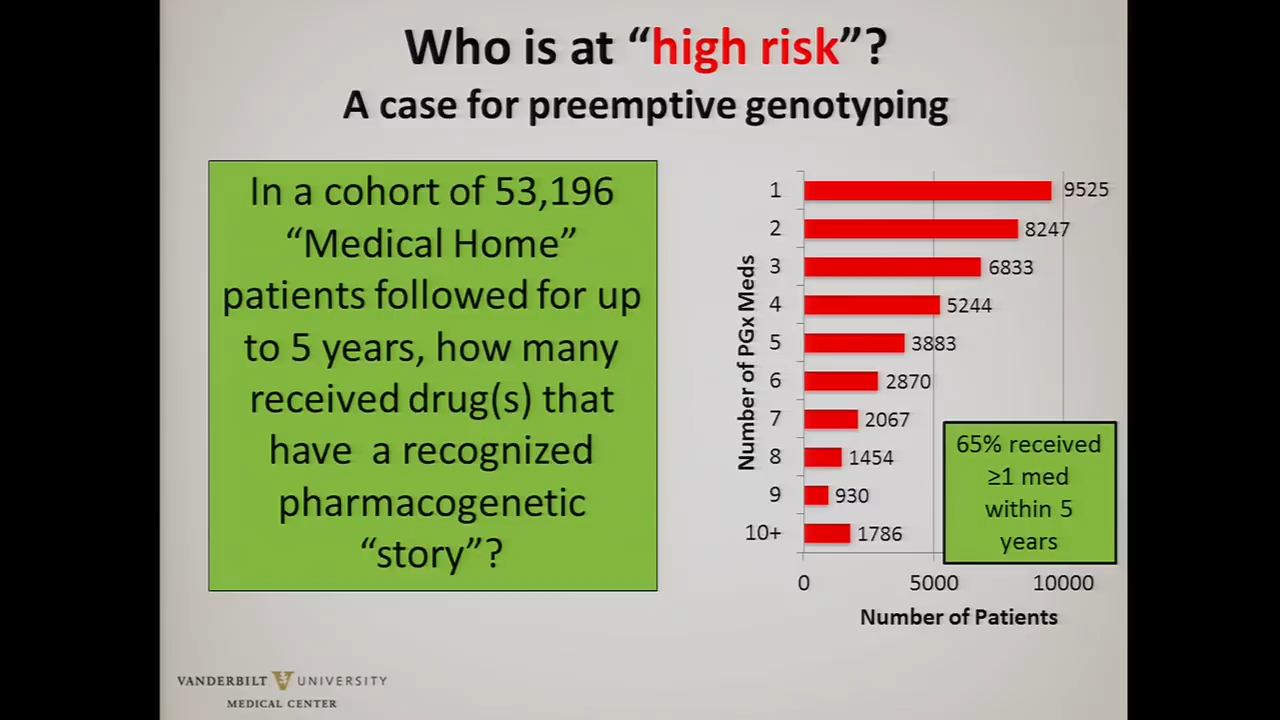 Who is at “high risk”?
A case for preemptive genotyping
In a cohort of 53,196
“Medical Home”
patients followed for up
to 5 years, how many
received drug(s) that
have a recognized
pharmacogenetic
“story”?
Number of PGx Meds
1 9525
2 8247
3 6833
4 5244
5 3883
6 2870
7 2067
8 1454
9 930
10+ 1786
65% received
≥1 med
within 5
years
0 5000 10000
Number of Patients
VANDERBILT V UNIVERSITY
MEDICAL CENTER